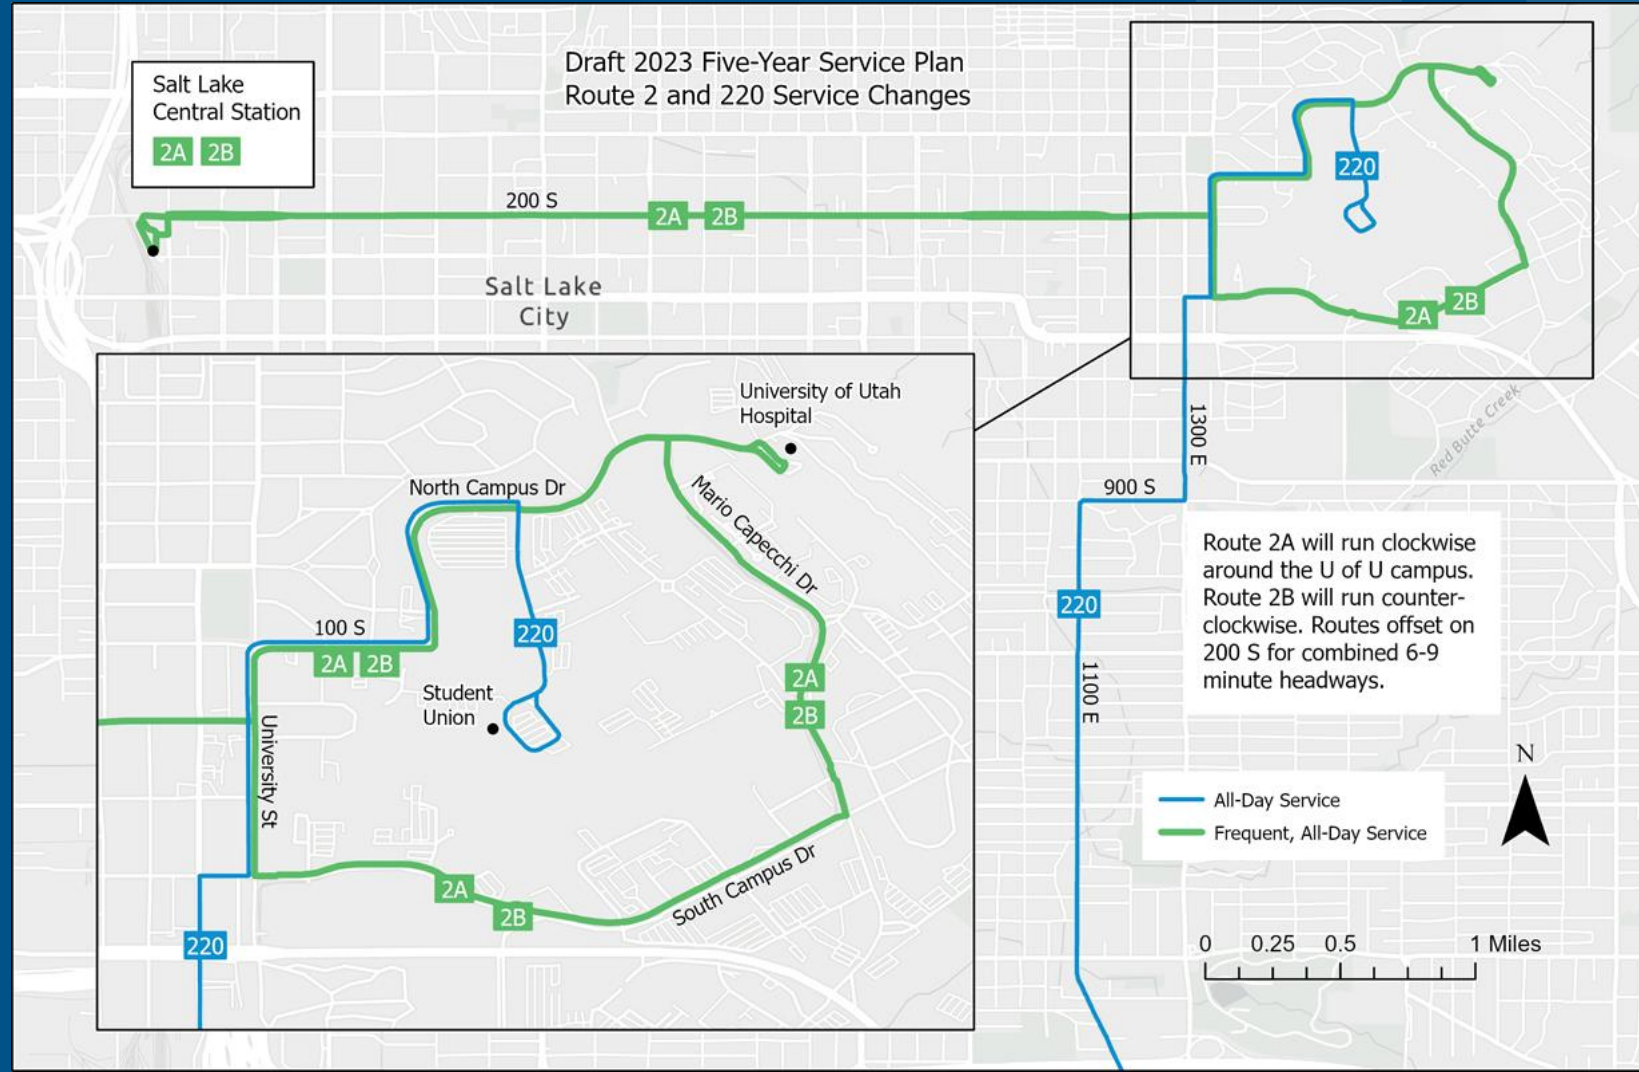 Draft 2023 Five-Year Service Plan
Route 2 and 220 Service Changes
Salt Lake
Central Station
2A 2B
200 S
2A 2B
220
Salt Lake
City
2A
2B
University of Utah
Hospital
1300 E
Red Butte Creek
North Campus Dr
Mario Capecchi Dr
900 S
Route 2A will run clockwise
around the U of U campus.
Route 2B will run counter-
clockwise. Routes offset on
200 S for combined 6-9
minute headways.
220
100 S
2A 2B
220
2A
2B
Student
Union
1100 E
University St
N
All-Day Service
Frequent, All-Day Service
South Campus Dr
2A
2B
220
0 0.25 0.5 1 Miles